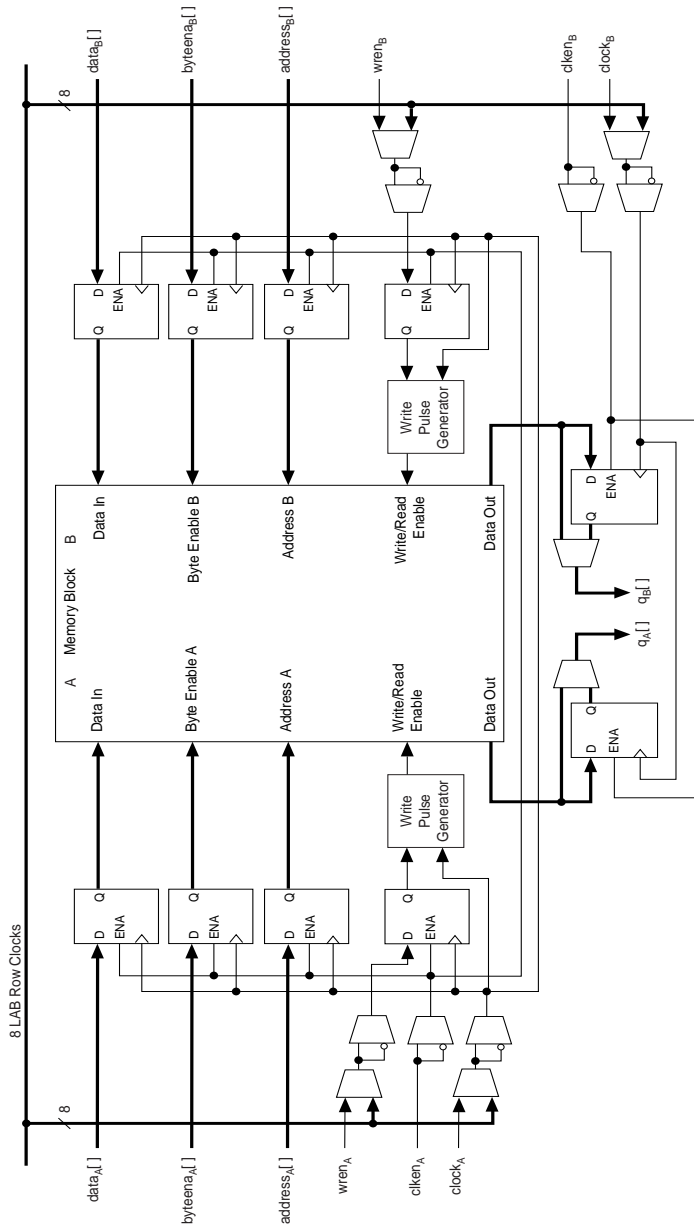 8 LAB Row Clocks
8
8
data_A[ ]
byteena_A[ ]
address_A[ ]
wren_A
clken_A
clock_A
D
Q
ENA
D
Q
ENA
D
Q
ENA
D
Q
ENA
Write
Pulse
Generator
A
Memory Block
B
Data In
Data In
Byte Enable A
Byte Enable B
Address A
Address B
Write/Read
Enable
Write/Read
Enable
Data Out
Data Out
Write
Pulse
Generator
Q
D
ENA
Q
D
ENA
Q
D
ENA
Q
D
ENA
data_B[ ]
byteena_B[ ]
address_B[ ]
wren_B
clken_B
clock_B
D
Q
ENA
q_A[ ]
q_B[ ]
Q
D
ENA